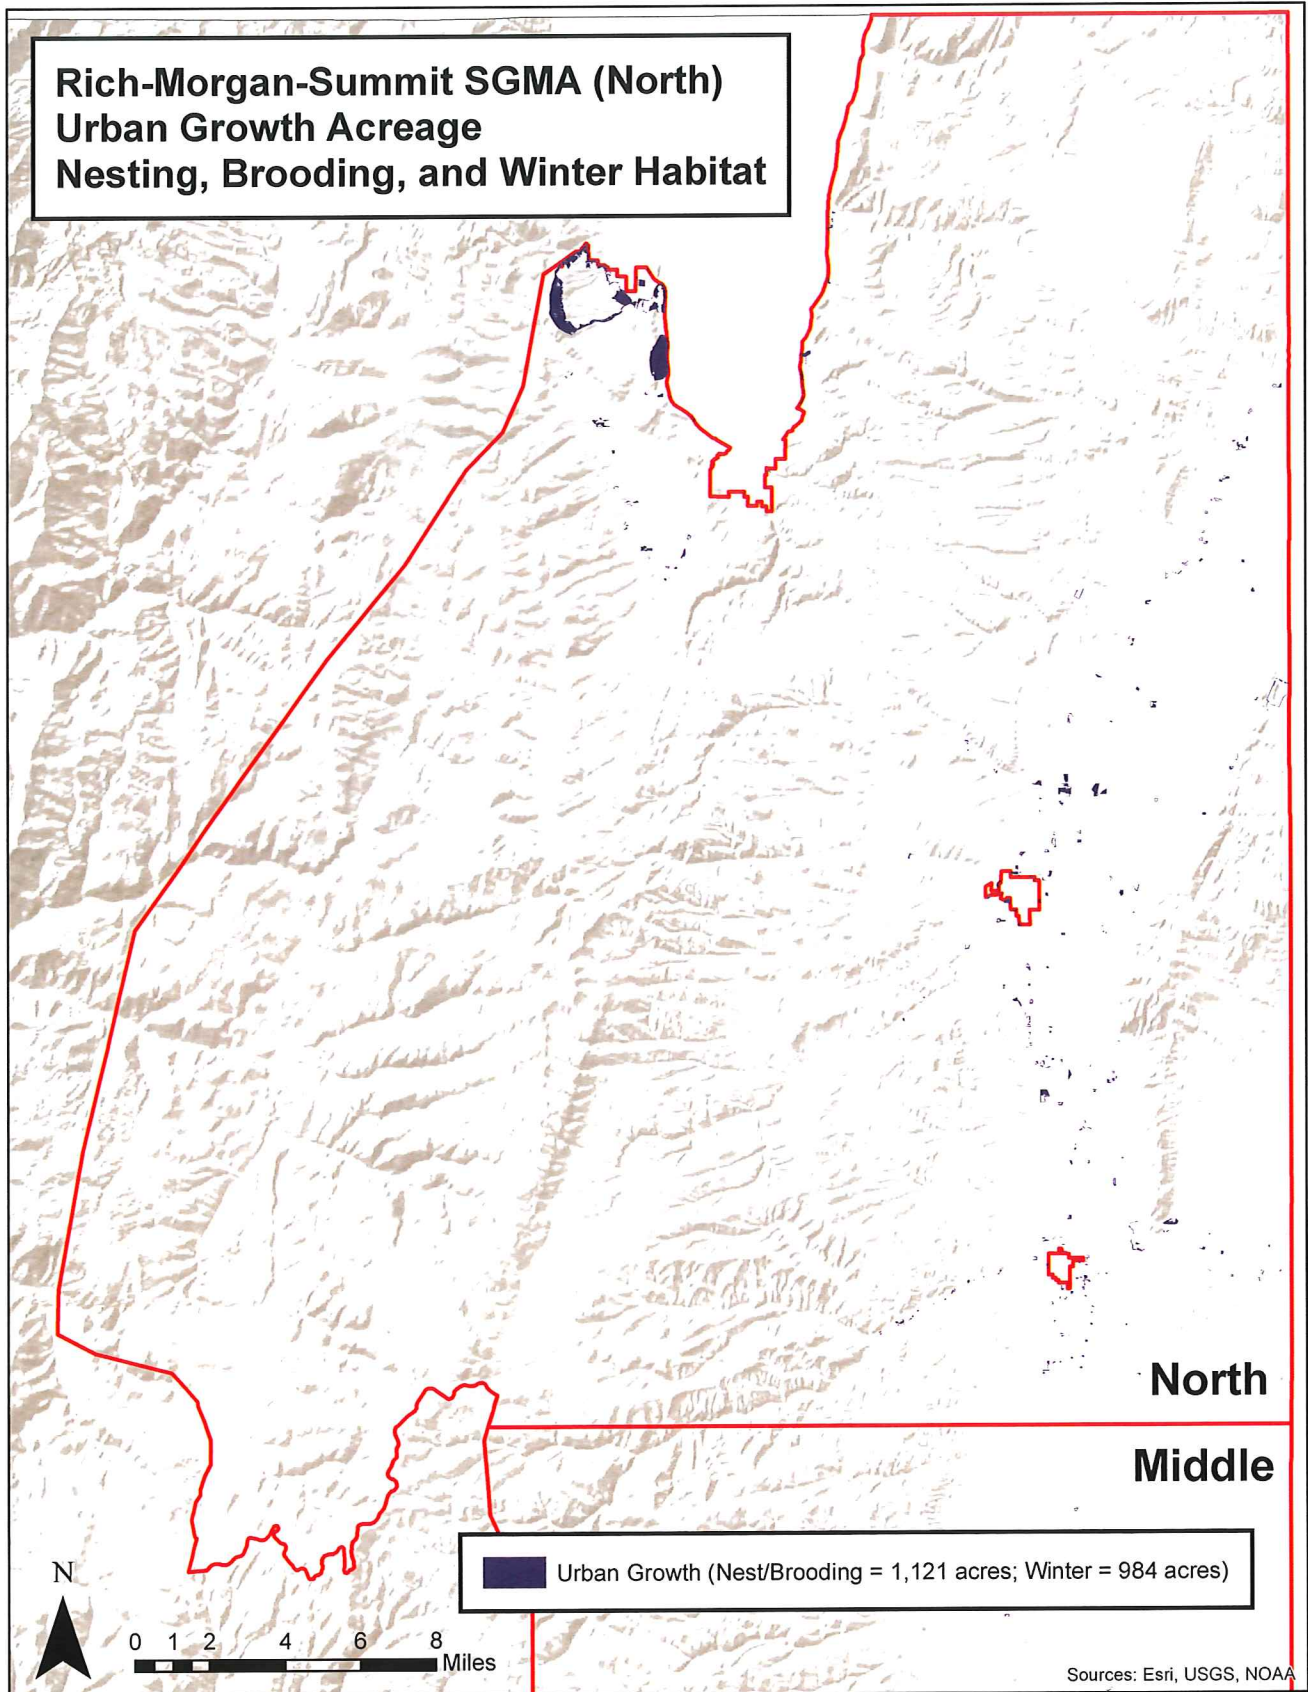 Rich-Morgan-Summit SGMA (North)
Urban Growth Acreage
Nesting, Brooding, and Winter Habitat
North
Middle
Urban Growth (Nest/Brooding = 1,121 acres; Winter = 984 acres)
N
0 1 2 4 6 8
Miles
Sources: Esri, USGS, NOAA